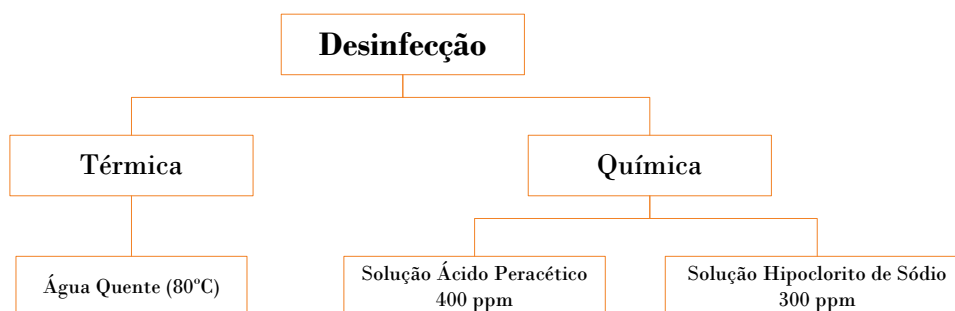 Desinfecção
Térmica
Química
Água Quente (80ºC)
Solução Ácido Peracético
400 ppm
Solução Hipoclorito de Sódio
300 ppm